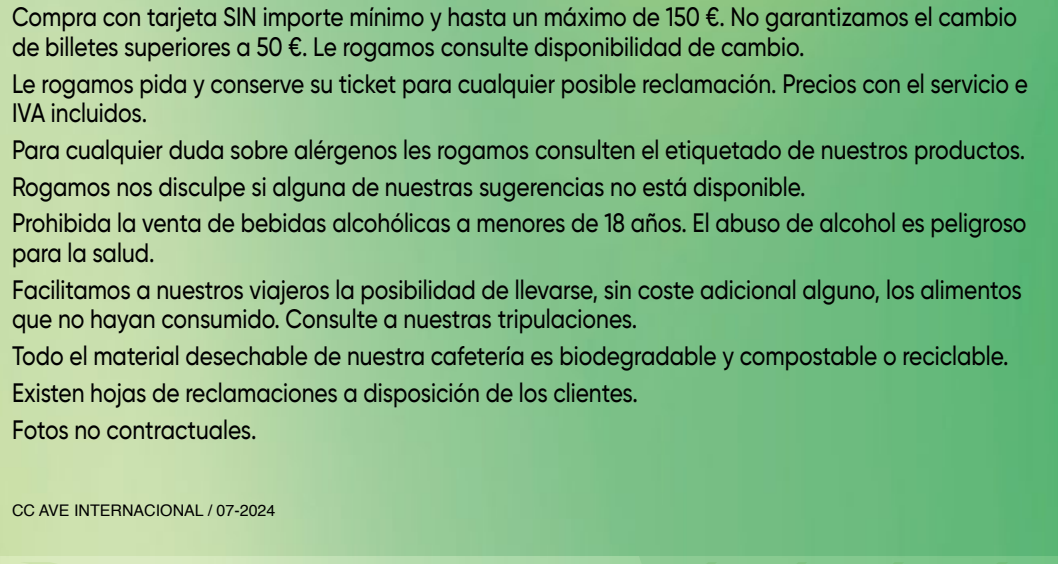 Compra con tarjeta SIN importe mínimo y hasta un máximo de 150 €. No garantizamos el cambio
de billetes superiores a 50 €. Le rogamos consulte disponibilidad de cambio.
Le rogamos pida y conserve su ticket para cualquier posible reclamación. Precios con el servicio e
IVA incluidos.
Para cualquier duda sobre alérgenos les rogamos consulten el etiquetado de nuestros productos.
Rogamos nos disculpe si alguna de nuestras sugerencias no está disponible.
Prohibida la venta de bebidas alcohólicas a menores de 18 años. El abuso de alcohol es peligroso
para la salud.
Facilitamos a nuestros viajeros la posibilidad de llevarse, sin coste adicional alguno, los alimentos
que no hayan consumido. Consulte a nuestras tripulaciones.
Todo el material desechable de nuestra cafetería es biodegradable y compostable o reciclable.
Existen hojas de reclamaciones a disposición de los clientes.
Fotos no contractuales.
CC AVE INTERNACIONAL / 07-2024